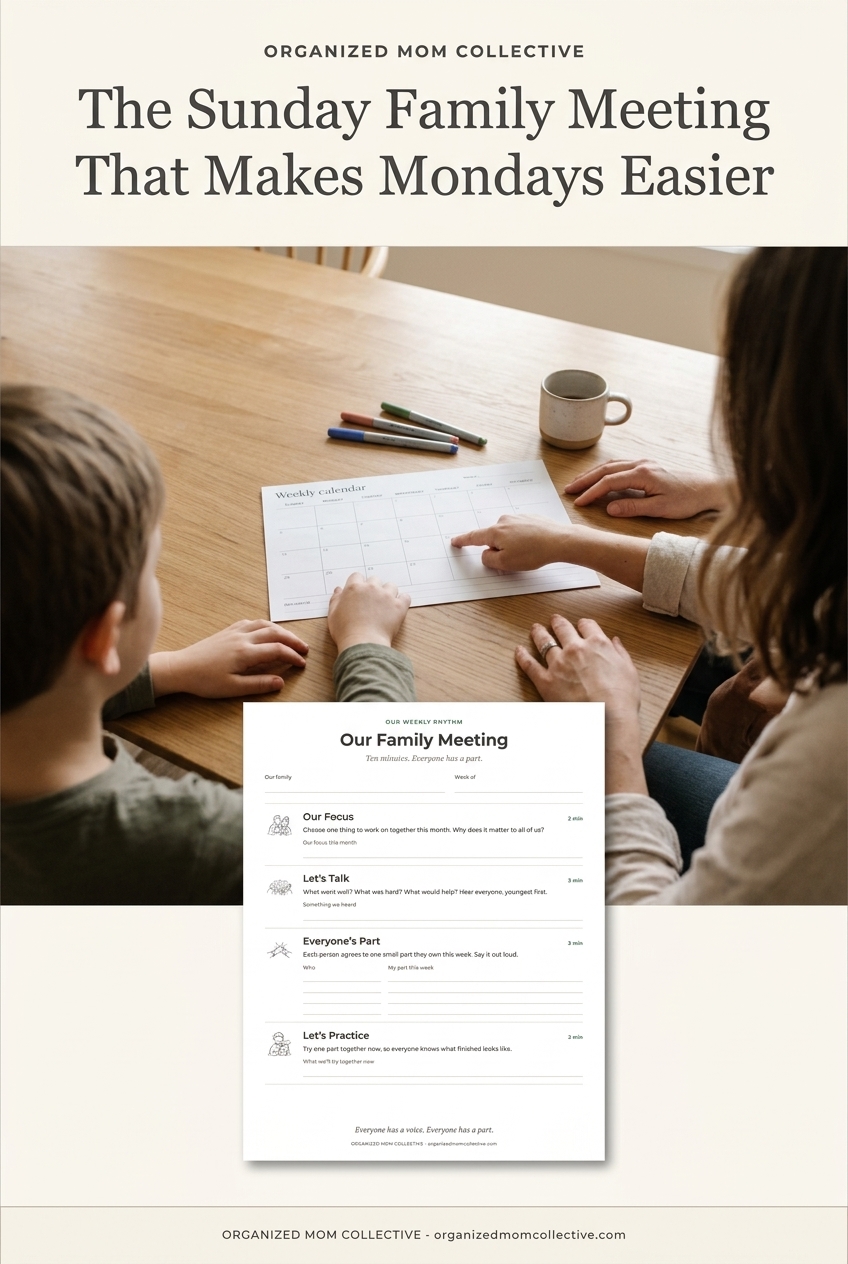 ORGANIZED MOM COLLECTIVE
The Sunday Family Meeting
That Makes Mondays Easier
Weekly calendar
OUR WEEKLY RHYTHM
Our Family Meeting
Ten minutes. Everyone has a part.
Our family
Week of
Our Focus
2 min
Choose one thing to work on together this month. Why does it matter to all of us?
Our focus this month
Let's Talk
3 min
What went well? What was hard? What would help? Hear everyone, youngest first.
Something we heard
Everyone's Part
3 min
Each person agrees to one small part they own this week. Say it out loud.
Who
My part this week
Let's Practice
2 min
Try one part together now, so everyone knows what finished looks like.
What we'll try together now
Everyone has a voice. Everyone has a part.
ORGANIZED MOM COLLECTIVE - organizedmomcollective.com
ORGANIZED MOM COLLECTIVE - organizedmomcollective.com